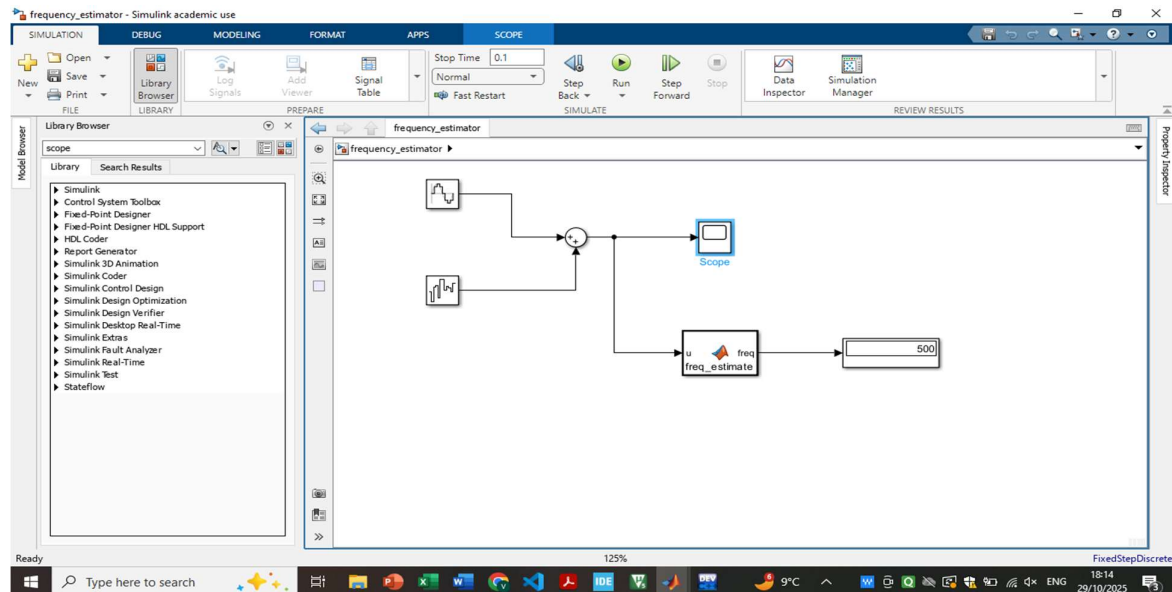 frequency_estimator - Simulink academic use
SIMULATION DEBUG MODELING FORMAT APPS SCOPE
New
Open
Save
Print
FILE
Library
Browser
LIBRARY
Log
Signals
Add
Viewer
Signal
Table
PREPARE
Stop Time 0.1
Normal
Fast Restart
Step
Back
Run
Step
Forward
Stop
SIMULATE
Data
Inspector
Simulation
Manager
REVIEW RESULTS
Model Browser
Library Browser
scope
Library Search Results
Simulink
Control System Toolbox
Fixed-Point Designer
Fixed-Point Designer HDL Support
HDL Coder
Report Generator
Simulink 3D Animation
Simulink Coder
Simulink Control Design
Simulink Design Optimization
Simulink Design Verifier
Simulink Desktop Real-Time
Simulink Extras
Simulink Fault Analyzer
Simulink Real-Time
Simulink Test
Stateflow
frequency_estimator
frequency_estimator
Scope
u freq
freq_estimate
500
Property Inspector
Ready 125% FixedStepDiscrete
Type here to search
IDE
DEV
9°C
ENG
18:14
29/10/2025